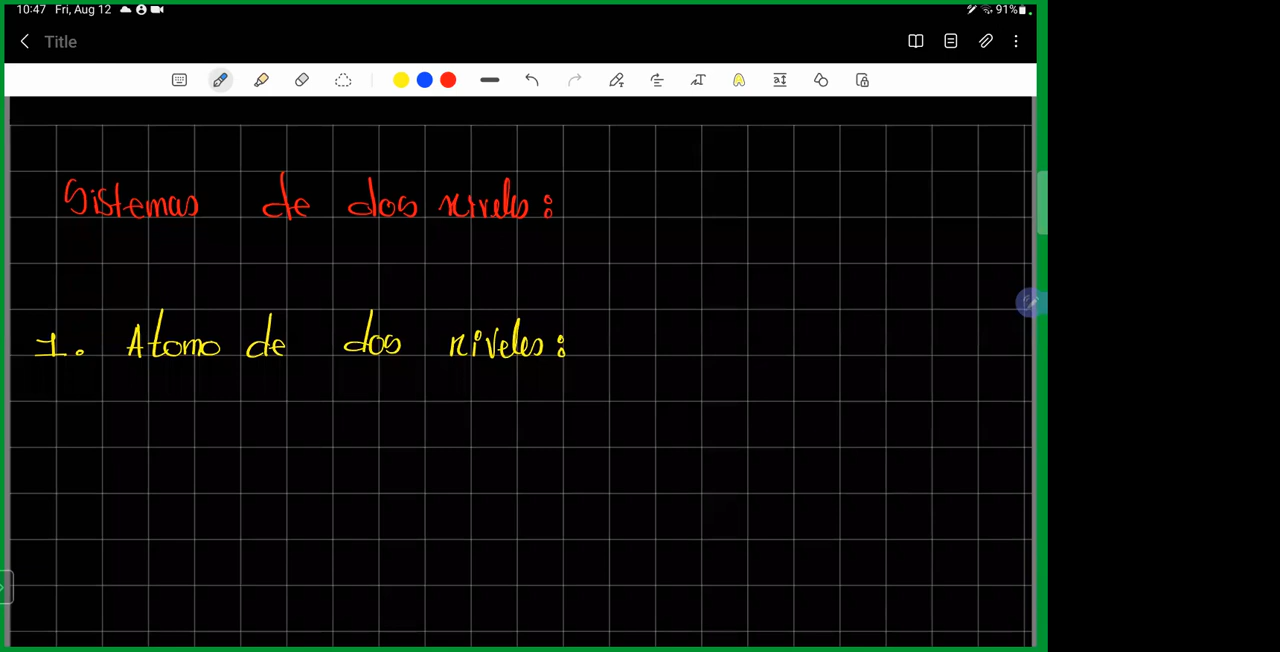 10:47 Fri, Aug 12
91%
Title
Sistemas de dos niveles:
1. Atomo de dos niveles: